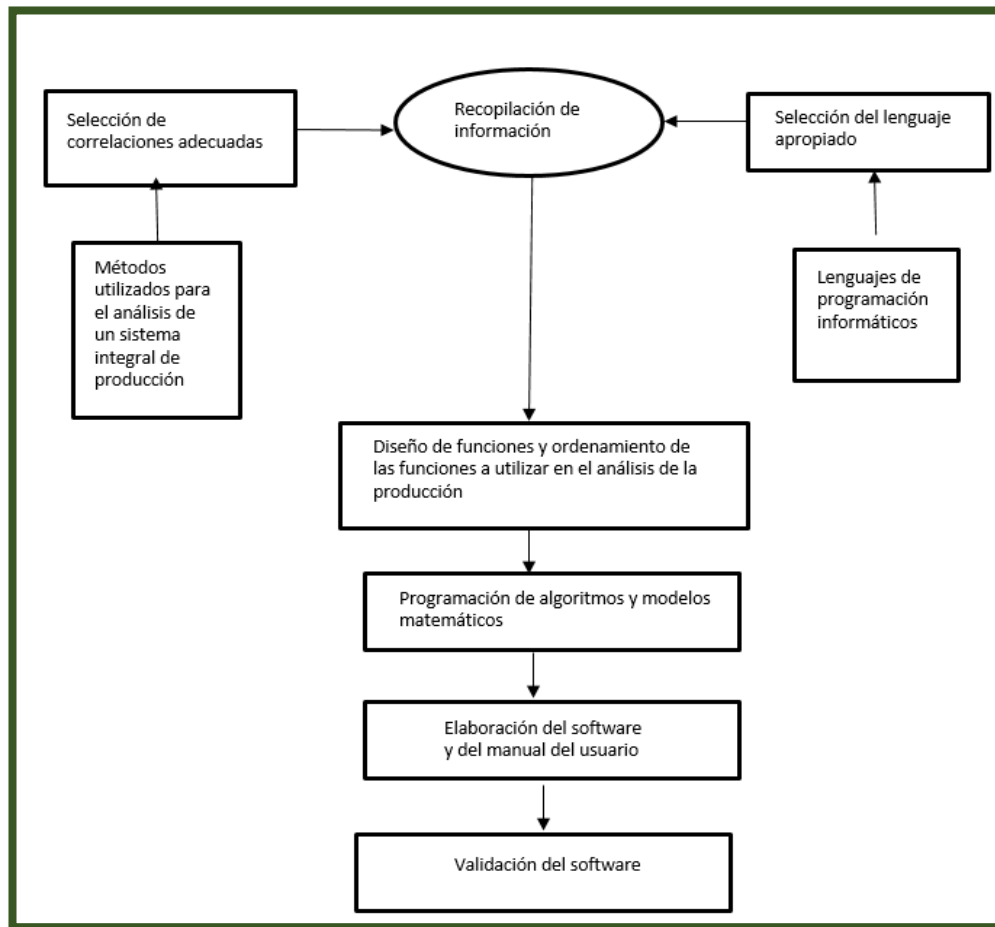 Selección de
correlaciones adecuadas
Recopilación de
información
Selección del lenguaje
apropiado
Métodos
utilizados para
el análisis de
un sistema
integral de
producción
Lenguajes de
programación
informáticos
Diseño de funciones y ordenamiento de
las funciones a utilizar en el análisis de la
producción
Programación de algoritmos y modelos
matemáticos
Elaboración del software
y del manual del usuario
Validación del software